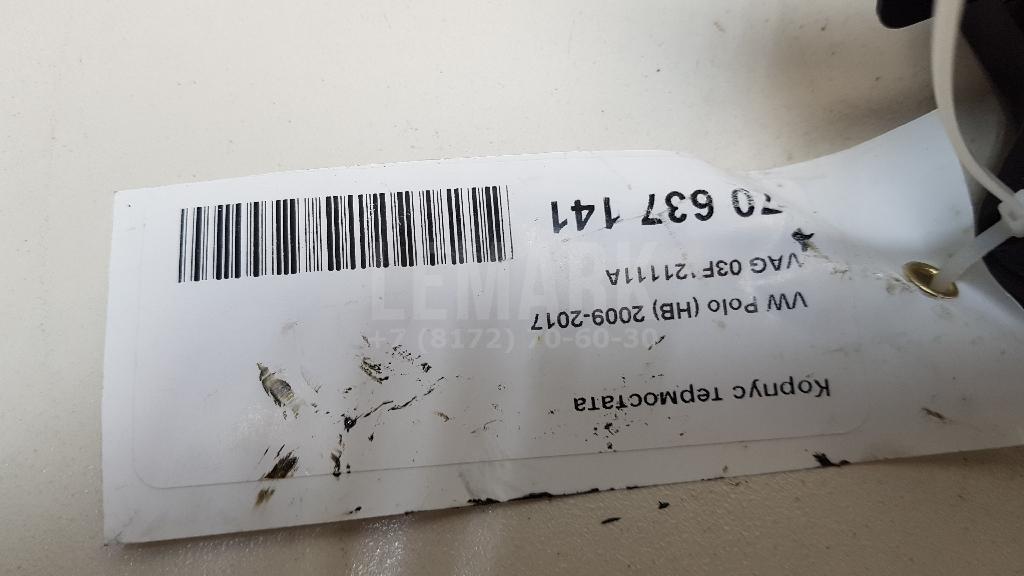 Корпус термостата
VW Polo (HB) 2009-2017
VAG 03F121111A
70 637 141
LEMARK
+7 (8172) 70-60-30